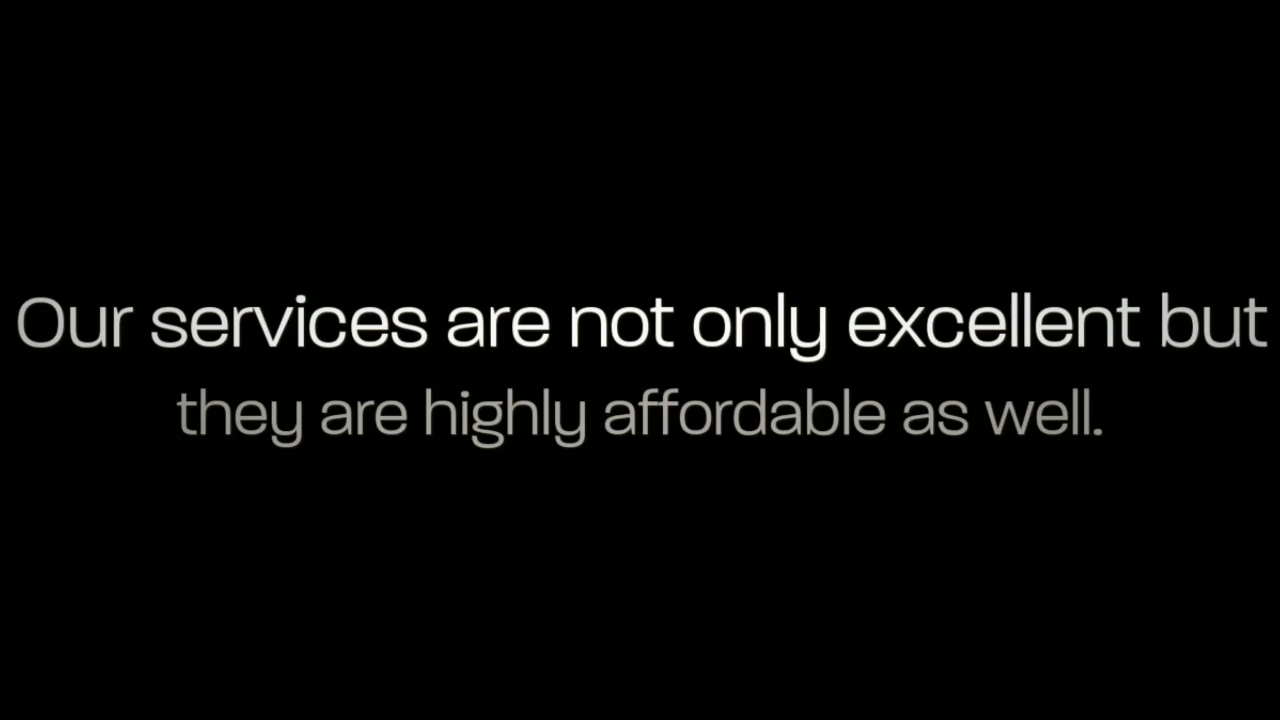 Our services are not only excellent but
they are highly affordable as well.